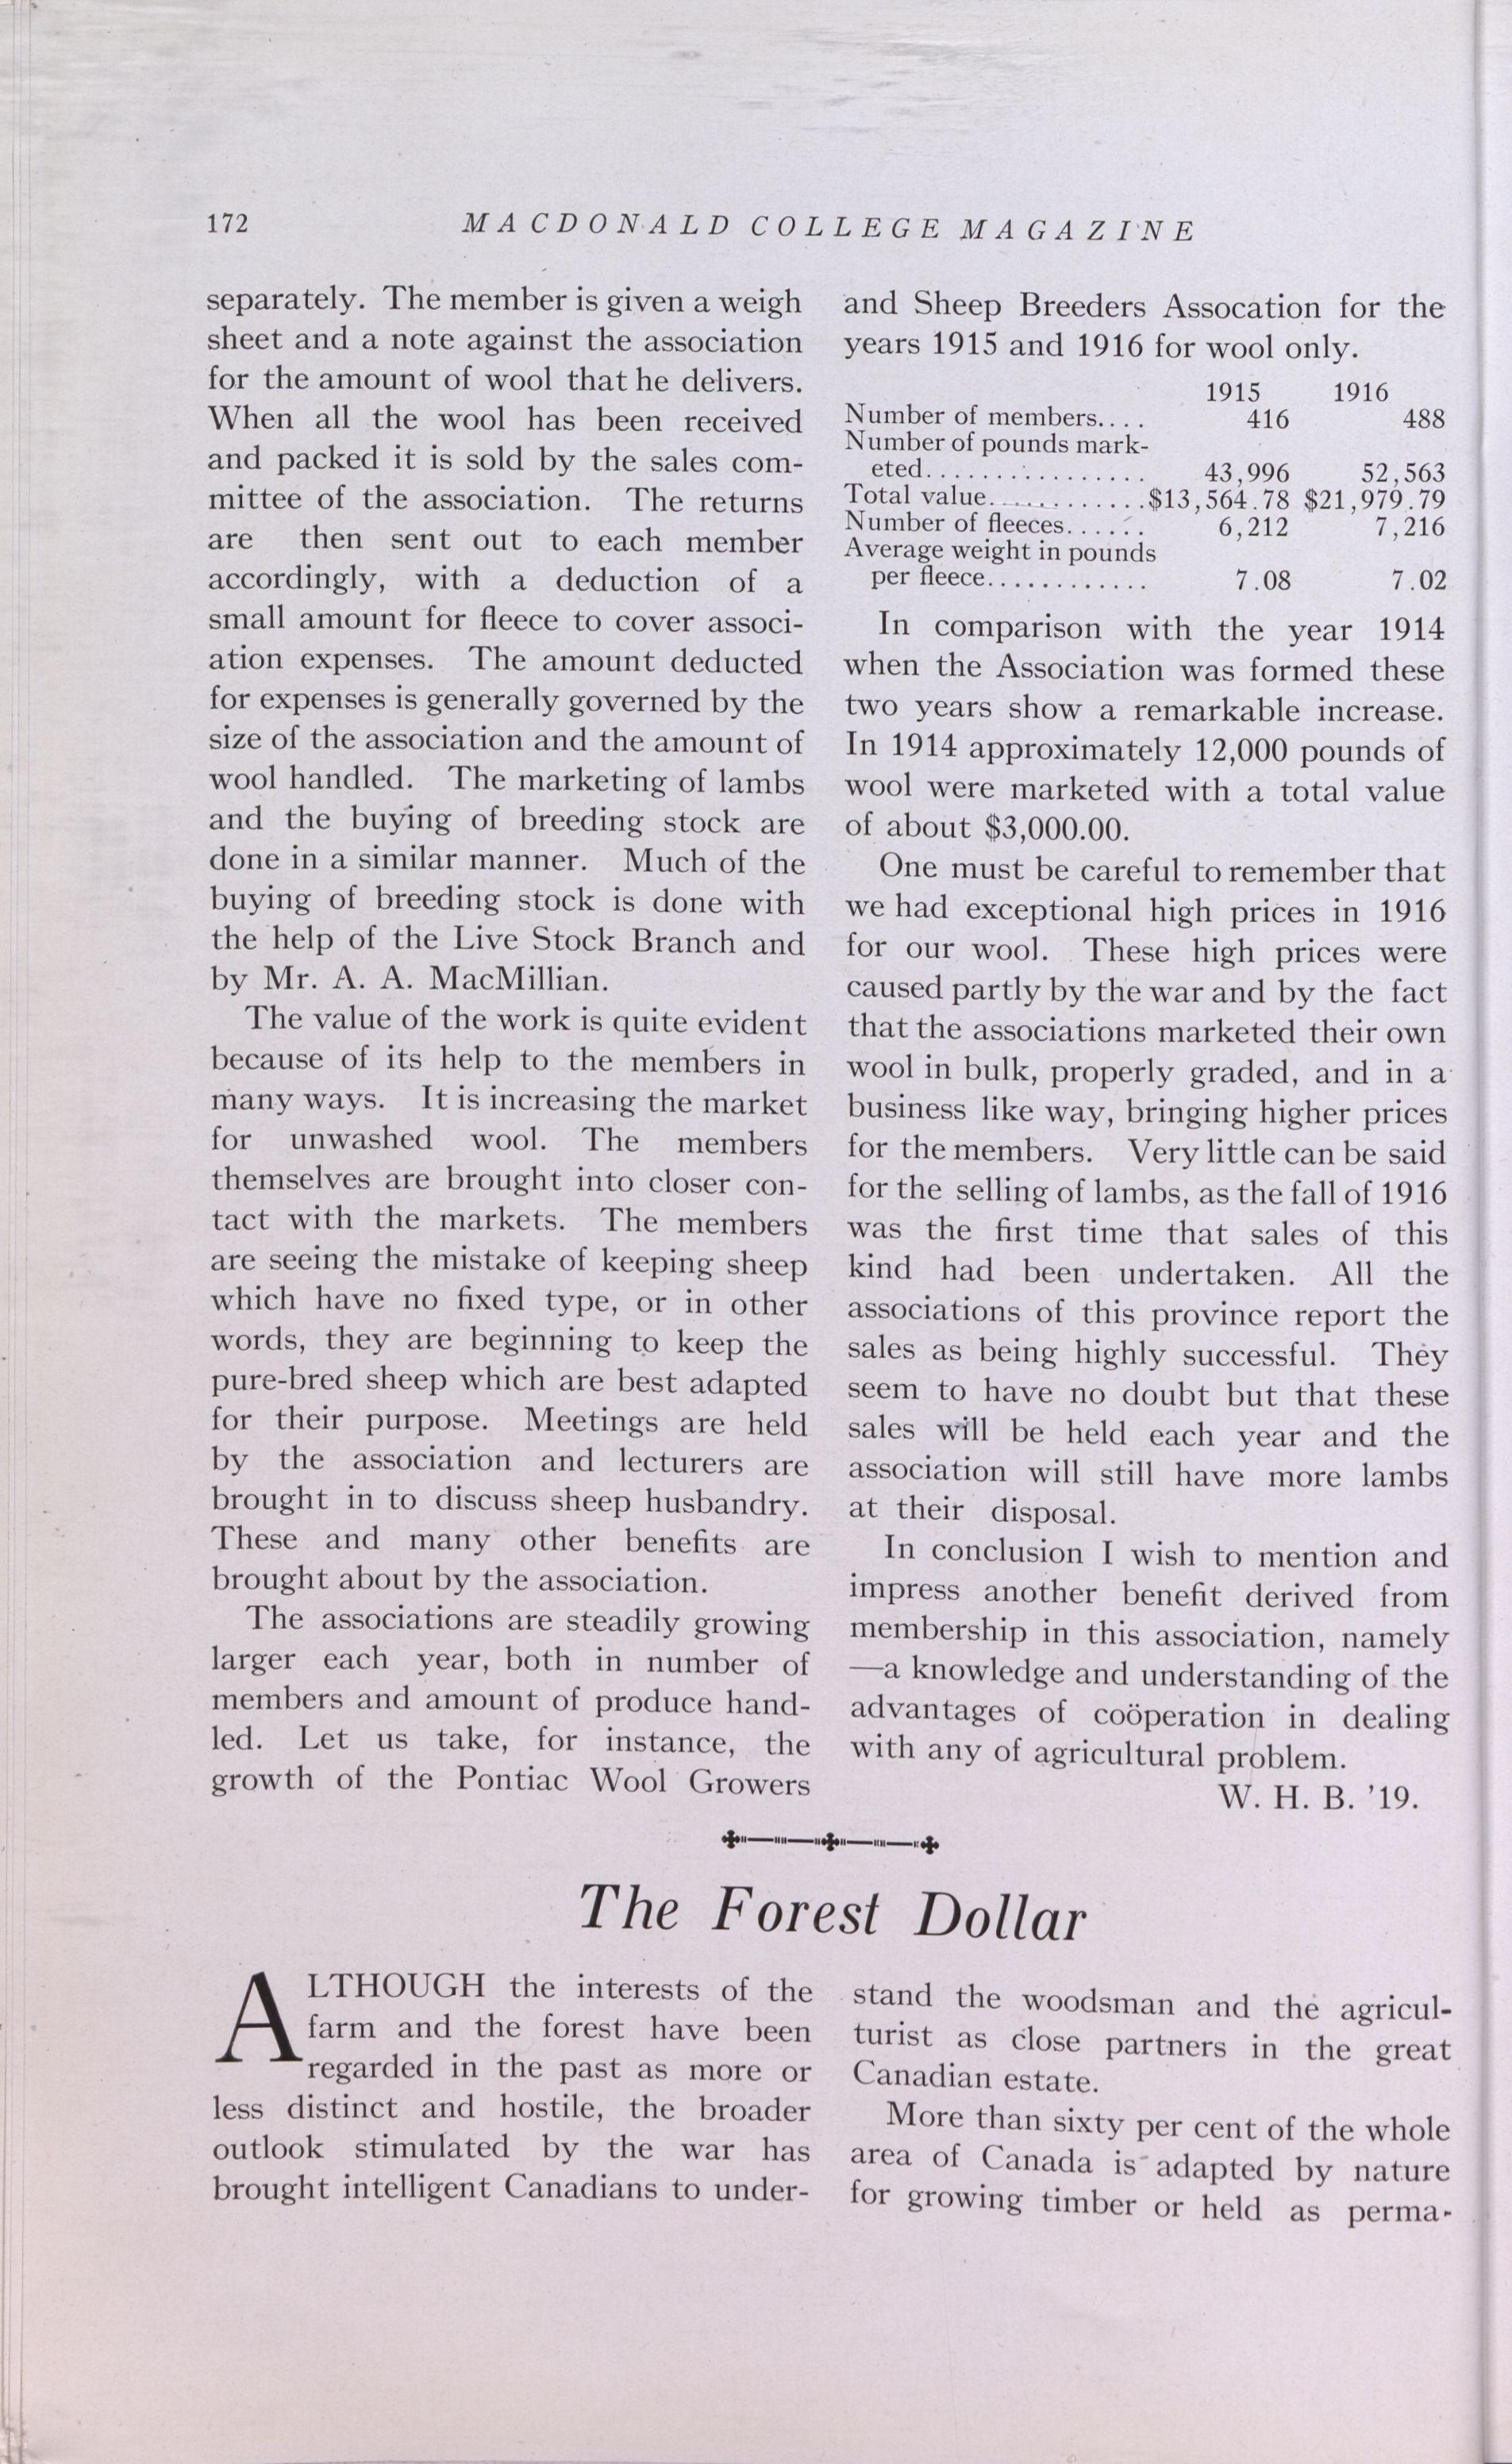 172 MACDONALD COLLEGE MAGAZINE
separately. The member is given a weigh
sheet and a note against the association
for the amount of wool that he delivers.
When all the wool has been received
and packed it is sold by the sales com-
mittee of the association. The returns
are then sent out to each member
accordingly, with a deduction of a
small amount for fleece to cover associ-
ation expenses. The amount deducted
for expenses is generally governed by the
size of the association and the amount of
wool handled. The marketing of lambs
and the buying of breeding stock are
done in a similar manner. Much of the
buying of breeding stock is done with
the help of the Live Stock Branch and
by Mr. A. A. MacMillian.
The value of the work is quite evident
because of its help to the members in
many ways. It is increasing the market
for unwashed wool. The members
themselves are brought into closer con-
tact with the markets. The members
are seeing the mistake of keeping sheep
which have no fixed type, or in other
words, they are beginning to keep the
pure-bred sheep which are best adapted
for their purpose. Meetings are held
by the association and lecturers are
brought in to discuss sheep husbandry.
These and many other benefits are
brought about by the association.
The associations are steadily growing
larger each year, both in number of
members and amount of produce hand-
led. Let us take, for instance, the
growth of the Pontiac Wool Growers
and Sheep Breeders Assocation for the
years 1915 and 1916 for wool only.
1915 1916
Number of members.... 416 488
Number of pounds mark-
eted................. 43,996 52,563
Total value............$13,564.78 $21,979.79
Number of fleeces...... 6,212 7,216
Average weight in pounds
per fleece............ 7.08 7.02
In comparison with the year 1914
when the Association was formed these
two years show a remarkable increase.
In 1914 approximately 12,000 pounds of
wool were marketed with a total value
of about $3,000.00.
One must be careful to remember that
we had exceptional high prices in 1916
for our wool. These high prices were
caused partly by the war and by the fact
that the associations marketed their own
wool in bulk, properly graded, and in a
business like way, bringing higher prices
for the members. Very little can be said
for the selling of lambs, as the fall of 1916
was the first time that sales of this
kind had been undertaken. All the
associations of this province report the
sales as being highly successful. They
seem to have no doubt but that these
sales will be held each year and the
association will still have more lambs
at their disposal.
In conclusion I wish to mention and
impress another benefit derived from
membership in this association, namely
—a knowledge and understanding of the
advantages of coöperation in dealing
with any of agricultural problem.
W. H. B. '19.
The Forest Dollar
ALTHOUGH the interests of the
farm and the forest have been
regarded in the past as more or
less distinct and hostile, the broader
outlook stimulated by the war has
brought intelligent Canadians to under-
stand the woodsman and the agricul-
turist as close partners in the great
Canadian estate.
More than sixty per cent of the whole
area of Canada is adapted by nature
for growing timber or held as perma-